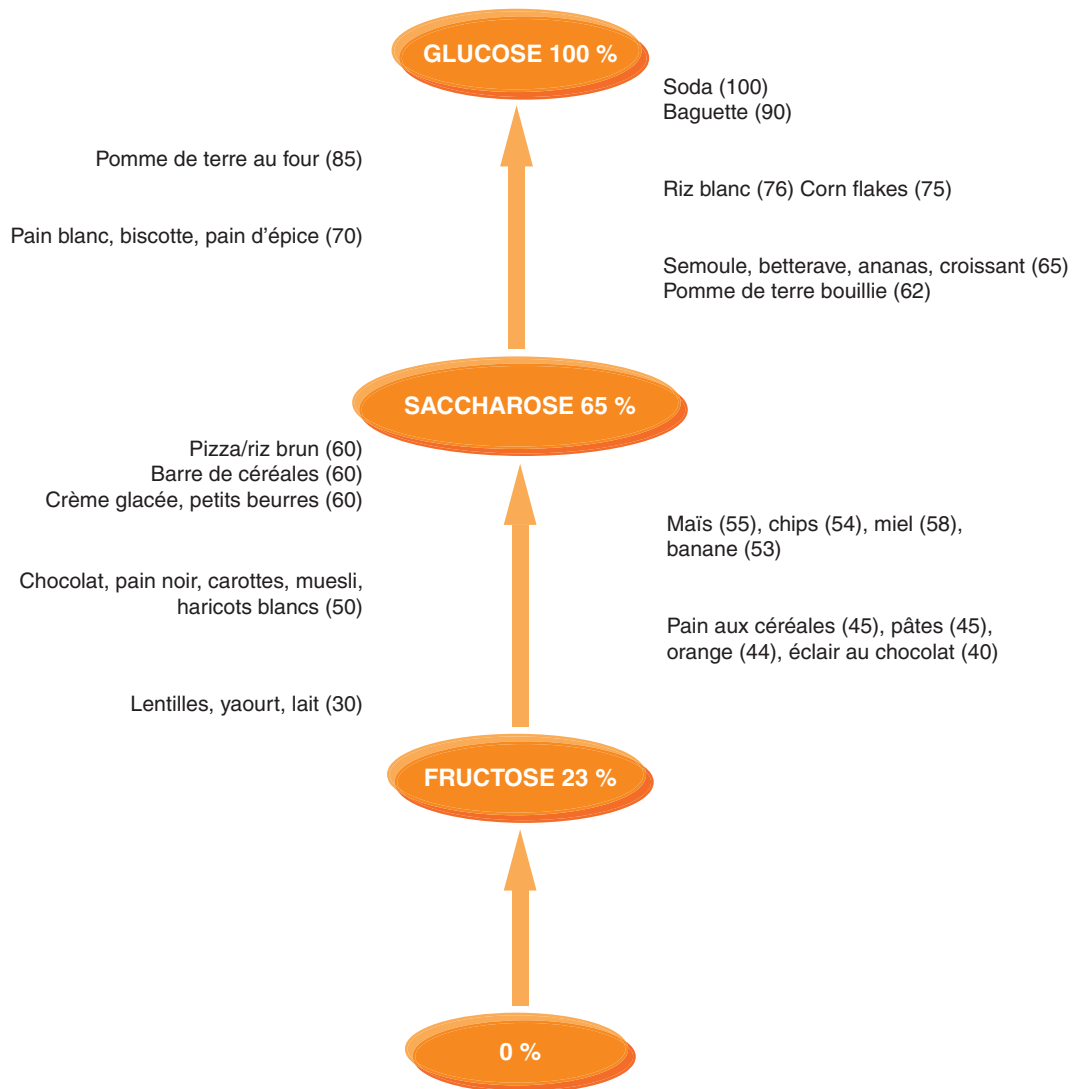 GLUCOSE 100 %
Soda (100)
Baguette (90)
Pomme de terre au four (85)
Riz blanc (76) Corn flakes (75)
Pain blanc, biscotte, pain d’épice (70)
Semoule, betterave, ananas, croissant (65)
Pomme de terre bouillie (62)
SACCHAROSE 65 %
Pizza/riz brun (60)
Barre de céréales (60)
Crème glacée, petits beurres (60)
Maïs (55), chips (54), miel (58),
banane (53)
Chocolat, pain noir, carottes, muesli,
haricots blancs (50)
Pain aux céréales (45), pâtes (45),
orange (44), éclair au chocolat (40)
Lentilles, yaourt, lait (30)
FRUCTOSE 23 %
0 %